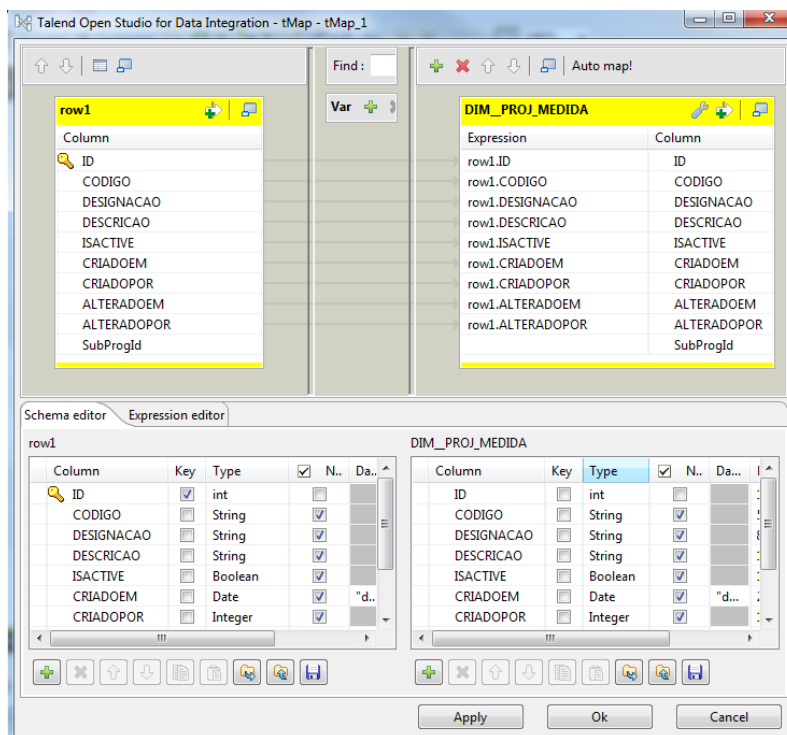 Talend Open Studio for Data Integration - tMap - tMap_1
Find :
Auto map!
Var
row1
Column
ID
CODIGO
DESIGNACAO
DESCRICAO
ISACTIVE
CRIADOEM
CRIADOPOR
ALTERADOEM
ALTERADOPOR
SubProgId
DIM__PROJ_MEDIDA
Expression Column
row1.ID ID
row1.CODIGO CODIGO
row1.DESIGNACAO DESIGNACAO
row1.DESCRICAO DESCRICAO
row1.ISACTIVE ISACTIVE
row1.CRIADOEM CRIADOEM
row1.CRIADOPOR CRIADOPOR
row1.ALTERADOEM ALTERADOEM
row1.ALTERADOPOR ALTERADOPOR
SubProgId
Schema editor Expression editor
row1
Column Key Type N.. Da..
ID int
CODIGO String
DESIGNACAO String
DESCRICAO String
ISACTIVE Boolean
CRIADOEM Date "d...
CRIADOPOR Integer
DIM__PROJ_MEDIDA
Column Key Type N... Da...
ID int
CODIGO String
DESIGNACAO String
DESCRICAO String
ISACTIVE Boolean
CRIADOEM Date "d...
CRIADOPOR Integer
Apply Ok Cancel